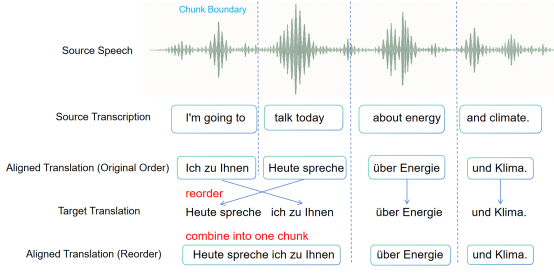 Chunk Boundary
Source Speech
Source Transcription I'm going to talk today about energy and climate.
Aligned Translation (Original Order) Ich zu Ihnen Heute spreche über Energie und Klima.
reorder
Target Translation Heute spreche ich zu Ihnen über Energie und Klima.
combine into one chunk
Aligned Translation (Reorder) Heute spreche ich zu Ihnen über Energie und Klima.